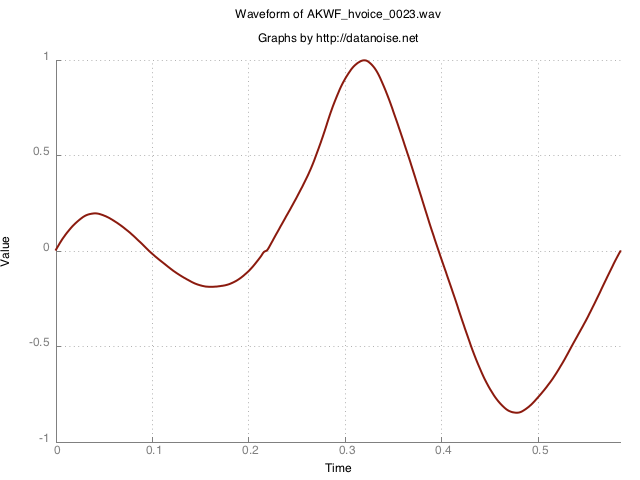 Waveform of AKWF_hvoice_0023.wav
Graphs by http://datanoise.net
1
0.5
0
-0.5
-1
Value
0 0.1 0.2 0.3 0.4 0.5
Time